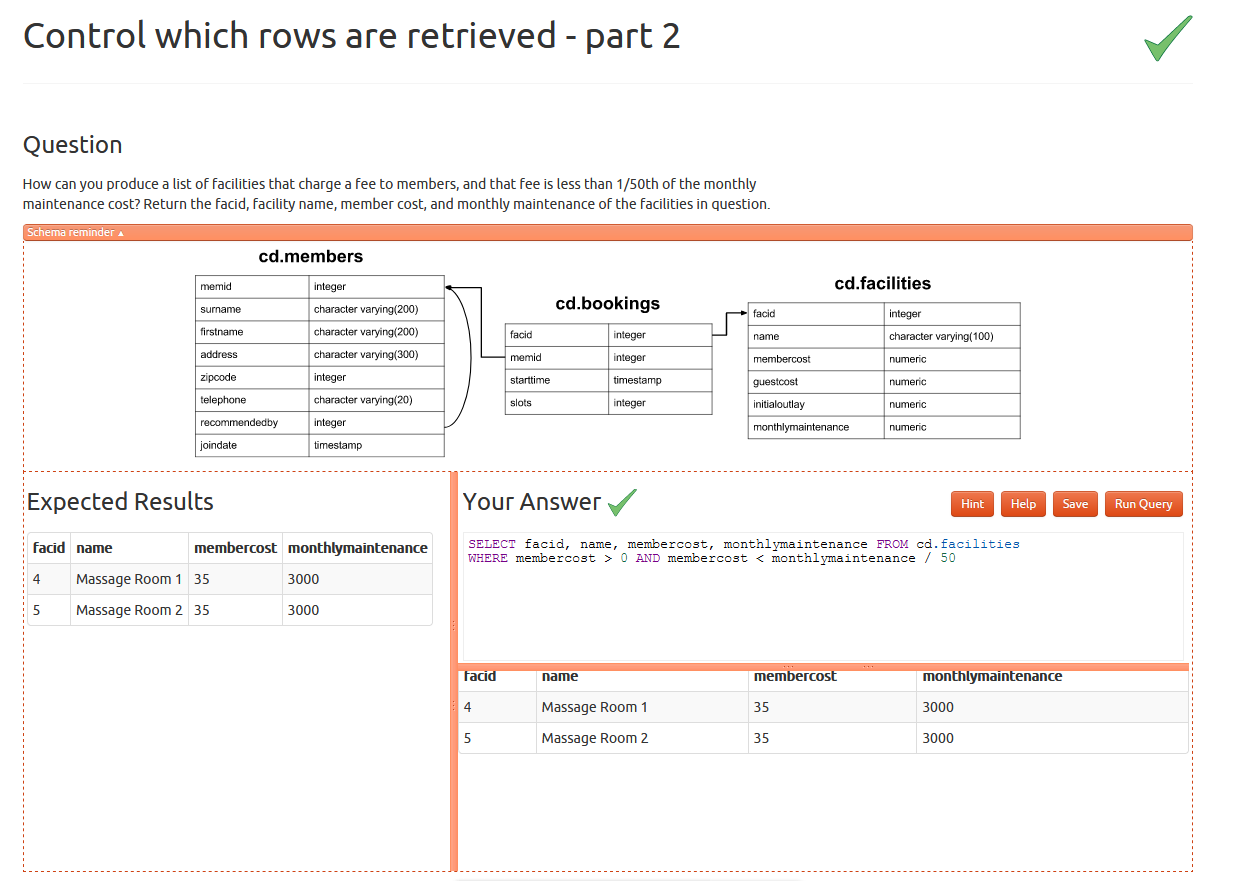 Control which rows are retrieved - part 2
Question
How can you produce a list of facilities that charge a fee to members, and that fee is less than 1/50th of the monthly
maintenance cost? Return the facid, facility name, member cost, and monthly maintenance of the facilities in question.
Schema reminder ▴
cd.members
memid integer
surname character varying(200)
firstname character varying(200)
address character varying(300)
zipcode integer
telephone character varying(20)
recommendedby integer
joindate timestamp
cd.bookings
facid integer
memid integer
starttime timestamp
slots integer
cd.facilities
facid integer
name character varying(100)
membercost numeric
guestcost numeric
initialoutlay numeric
monthlymaintenance numeric
Expected Results
facid name membercost monthlymaintenance
4 Massage Room 1 35 3000
5 Massage Room 2 35 3000
Your Answer
Hint Help Save Run Query
SELECT facid, name, membercost, monthlymaintenance FROM cd.facilities
WHERE membercost > 0 AND membercost < monthlymaintenance / 50
facid name membercost monthlymaintenance
4 Massage Room 1 35 3000
5 Massage Room 2 35 3000